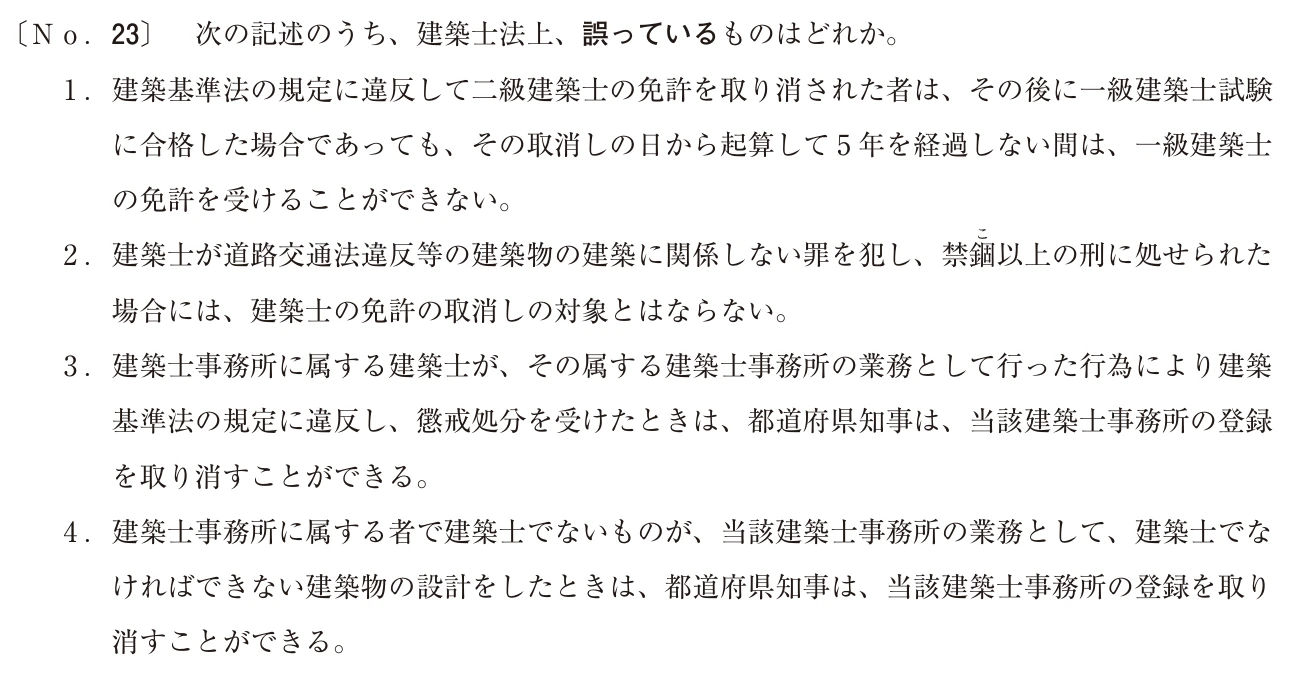 〔Ｎｏ．23〕　次の記述のうち、建築士法上、誤っているものはどれか。
１．建築基準法の規定に違反して二級建築士の免許を取り消された者は、その後に一級建築士試験
に合格した場合であっても、その取消しの日から起算して５年を経過しない間は、一級建築士
の免許を受けることができない。
こ
２．建築士が道路交通法違反等の建築物の建築に関係しない罪を犯し、禁錮以上の刑に処せられた
場合には、建築士の免許の取消しの対象とはならない。
３．建築士事務所に属する建築士が、その属する建築士事務所の業務として行った行為により建築
基準法の規定に違反し、懲戒処分を受けたときは、都道府県知事は、当該建築士事務所の登録
を取り消すことができる。
４．建築士事務所に属する者で建築士でないものが、当該建築士事務所の業務として、建築士でな
ければできない建築物の設計をしたときは、都道府県知事は、当該建築士事務所の登録を取り
消すことができる。